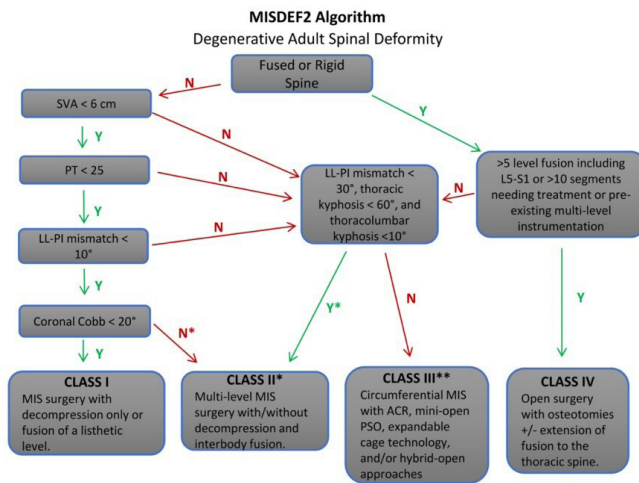 MISDEF2 Algorithm
Degenerative Adult Spinal Deformity
Fused or Rigid
Spine
N
Y
SVA < 6 cm
N
Y
PT < 25
N
Y
LL-PI mismatch <
30°, thoracic
kyphosis < 60°, and
thoracolumbar
kyphosis <10°
N
>5 level fusion including
L5-S1 or >10 segments
needing treatment or pre-
existing multi-level
instrumentation
LL-PI mismatch <
10°
N
Y
Y*
N
Y
Coronal Cobb < 20°
N*
Y
CLASS I
MIS surgery with
decompression only or
fusion of a listhetic
level.
CLASS II*
Multi-level MIS
surgery with/without
decompression and
interbody fusion.
CLASS III**
Circumferential MIS
with ACR, mini-open
PSO, expandable
cage technology,
and/or hybrid-open
approaches
CLASS IV
Open surgery
with osteotomies
+/- extension of
fusion to the
thoracic spine.